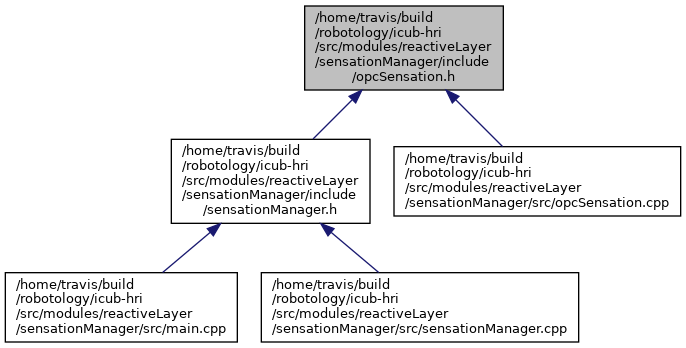 /home/travis/build
/robotology/icub-hri
/src/modules/reactiveLayer
/sensationManager/include
/opcSensation.h
/home/travis/build
/robotology/icub-hri
/src/modules/reactiveLayer
/sensationManager/include
/sensationManager.h
/home/travis/build
/robotology/icub-hri
/src/modules/reactiveLayer
/sensationManager/src/opcSensation.cpp
/home/travis/build
/robotology/icub-hri
/src/modules/reactiveLayer
/sensationManager/src/main.cpp
/home/travis/build
/robotology/icub-hri
/src/modules/reactiveLayer
/sensationManager/src/sensationManager.cpp